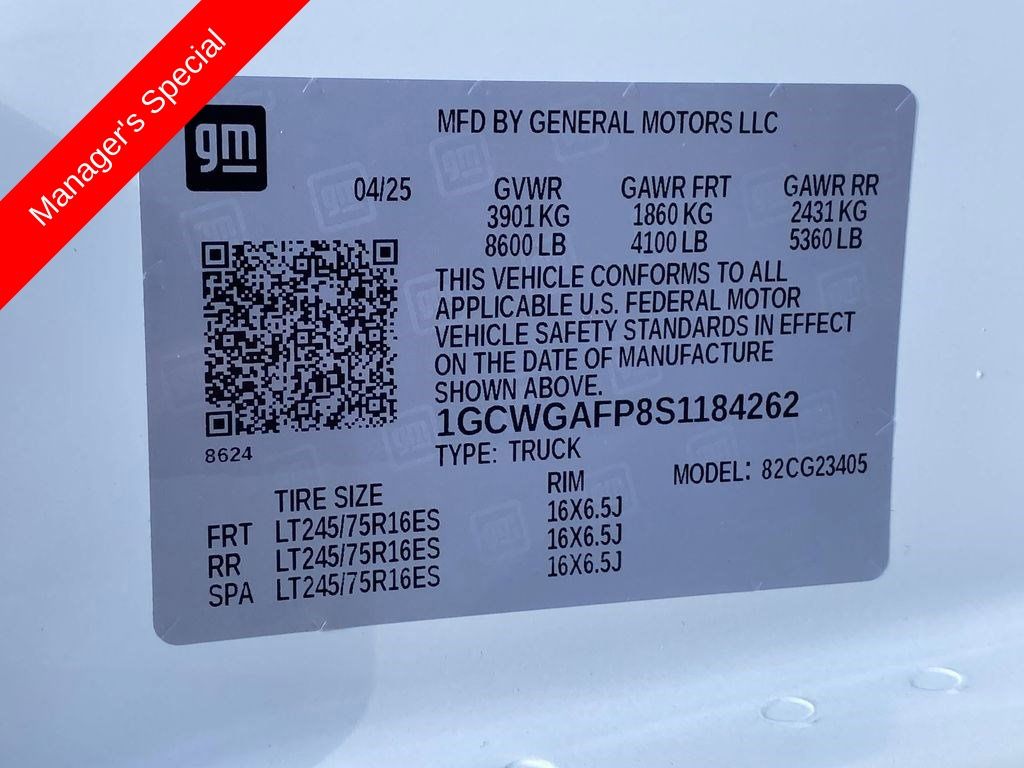 Manager's Special
gm
MFD BY GENERAL MOTORS LLC
04/25 GVWR GAWR FRT GAWR RR
3901 KG 1860 KG 2431 KG
8600 LB 4100 LB 5360 LB
THIS VEHICLE CONFORMS TO ALL
APPLICABLE U.S. FEDERAL MOTOR
VEHICLE SAFETY STANDARDS IN EFFECT
ON THE DATE OF MANUFACTURE
SHOWN ABOVE.
1GCWGAFP8S1184262
8624
TYPE: TRUCK
MODEL: 82CG23405
TIRE SIZE RIM
FRT LT245/75R16ES 16X6.5J
RR LT245/75R16ES 16X6.5J
SPA LT245/75R16ES 16X6.5J